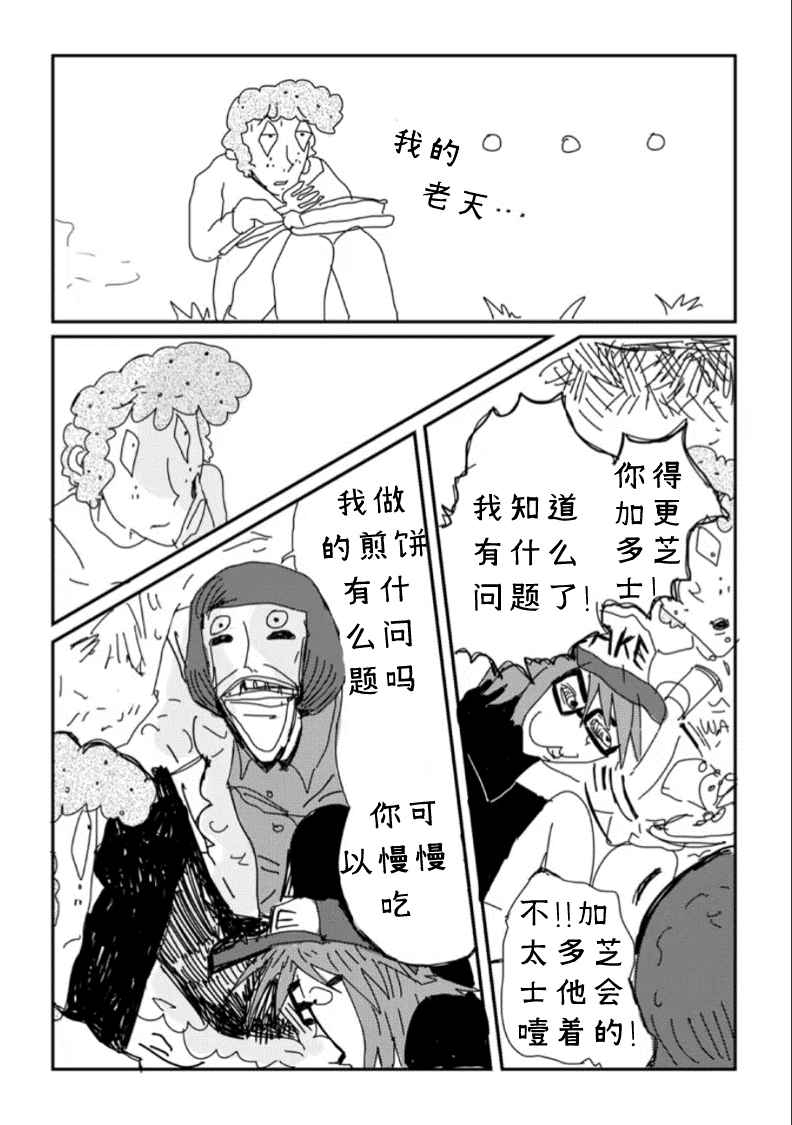 我的
老天...
我知道
有什么
问题了!
你得
加更
多芝
士!
KE
WA
不!!加
太多芝
士他会
噎着的!
我做
的煎饼
有什
么问
题吗
你可
以慢慢
吃
E